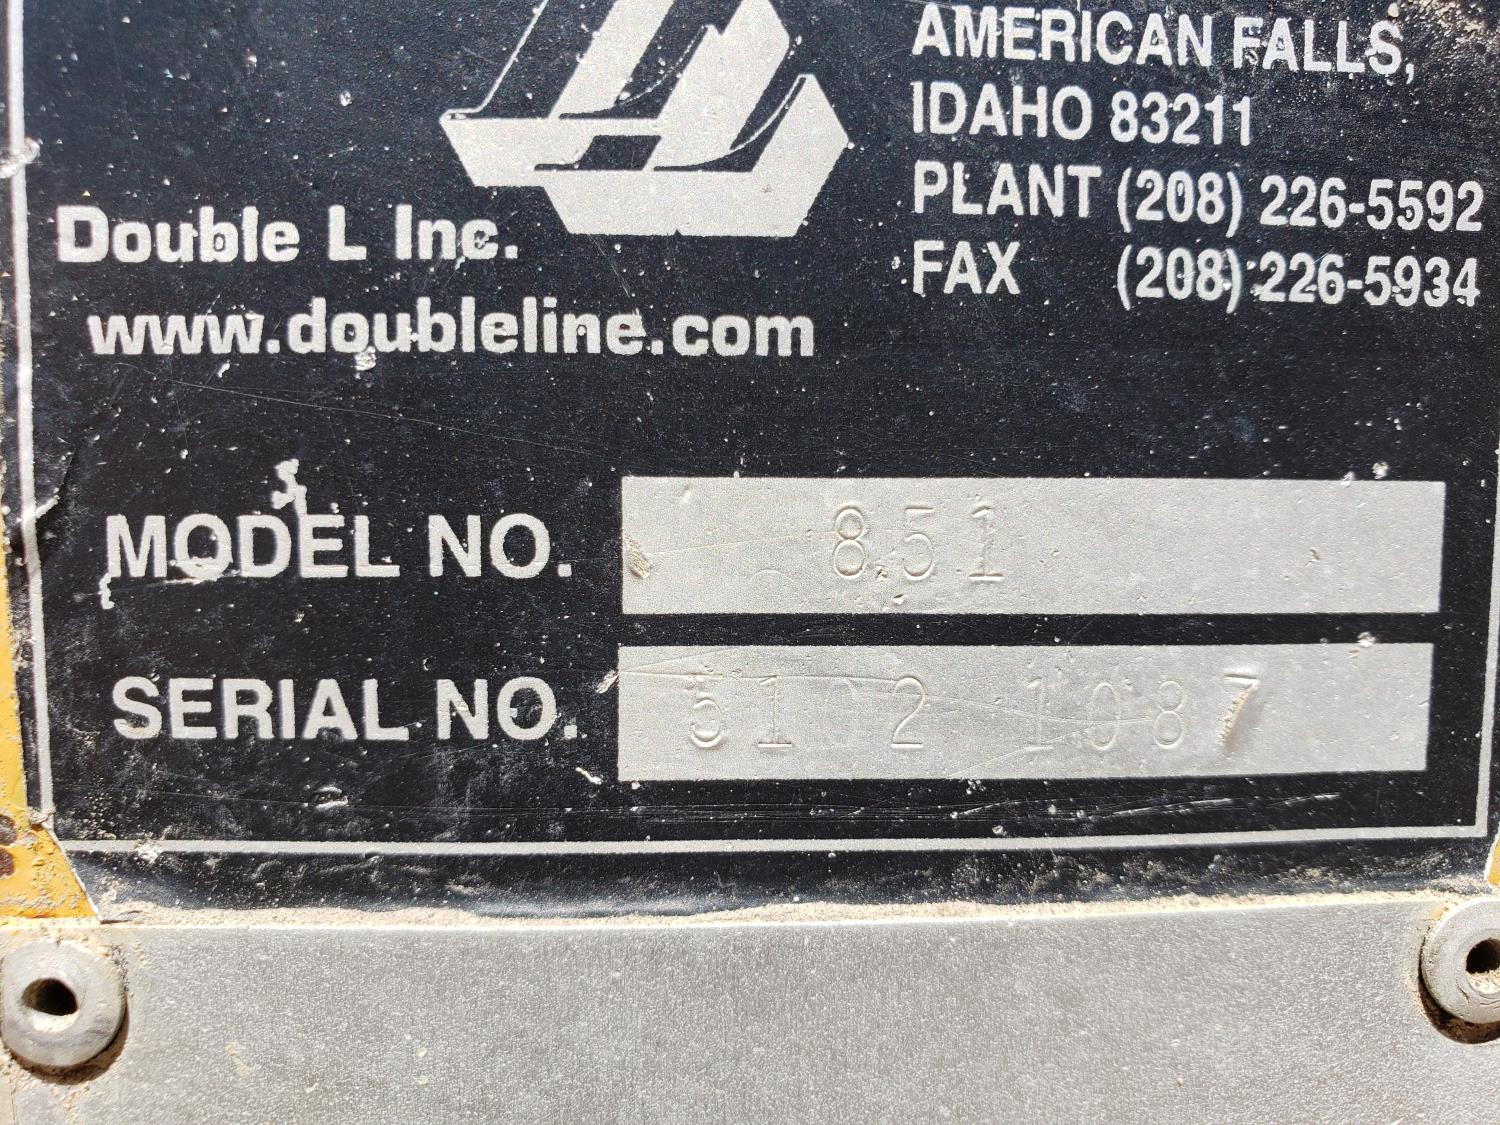 AMERICAN FALLS,
IDAHO 83211
PLANT (208) 226-5592
FAX (208) 226-5934
Double L Inc.
www.doubleline.com
MODEL NO. 851
SERIAL NO. 5102 1087